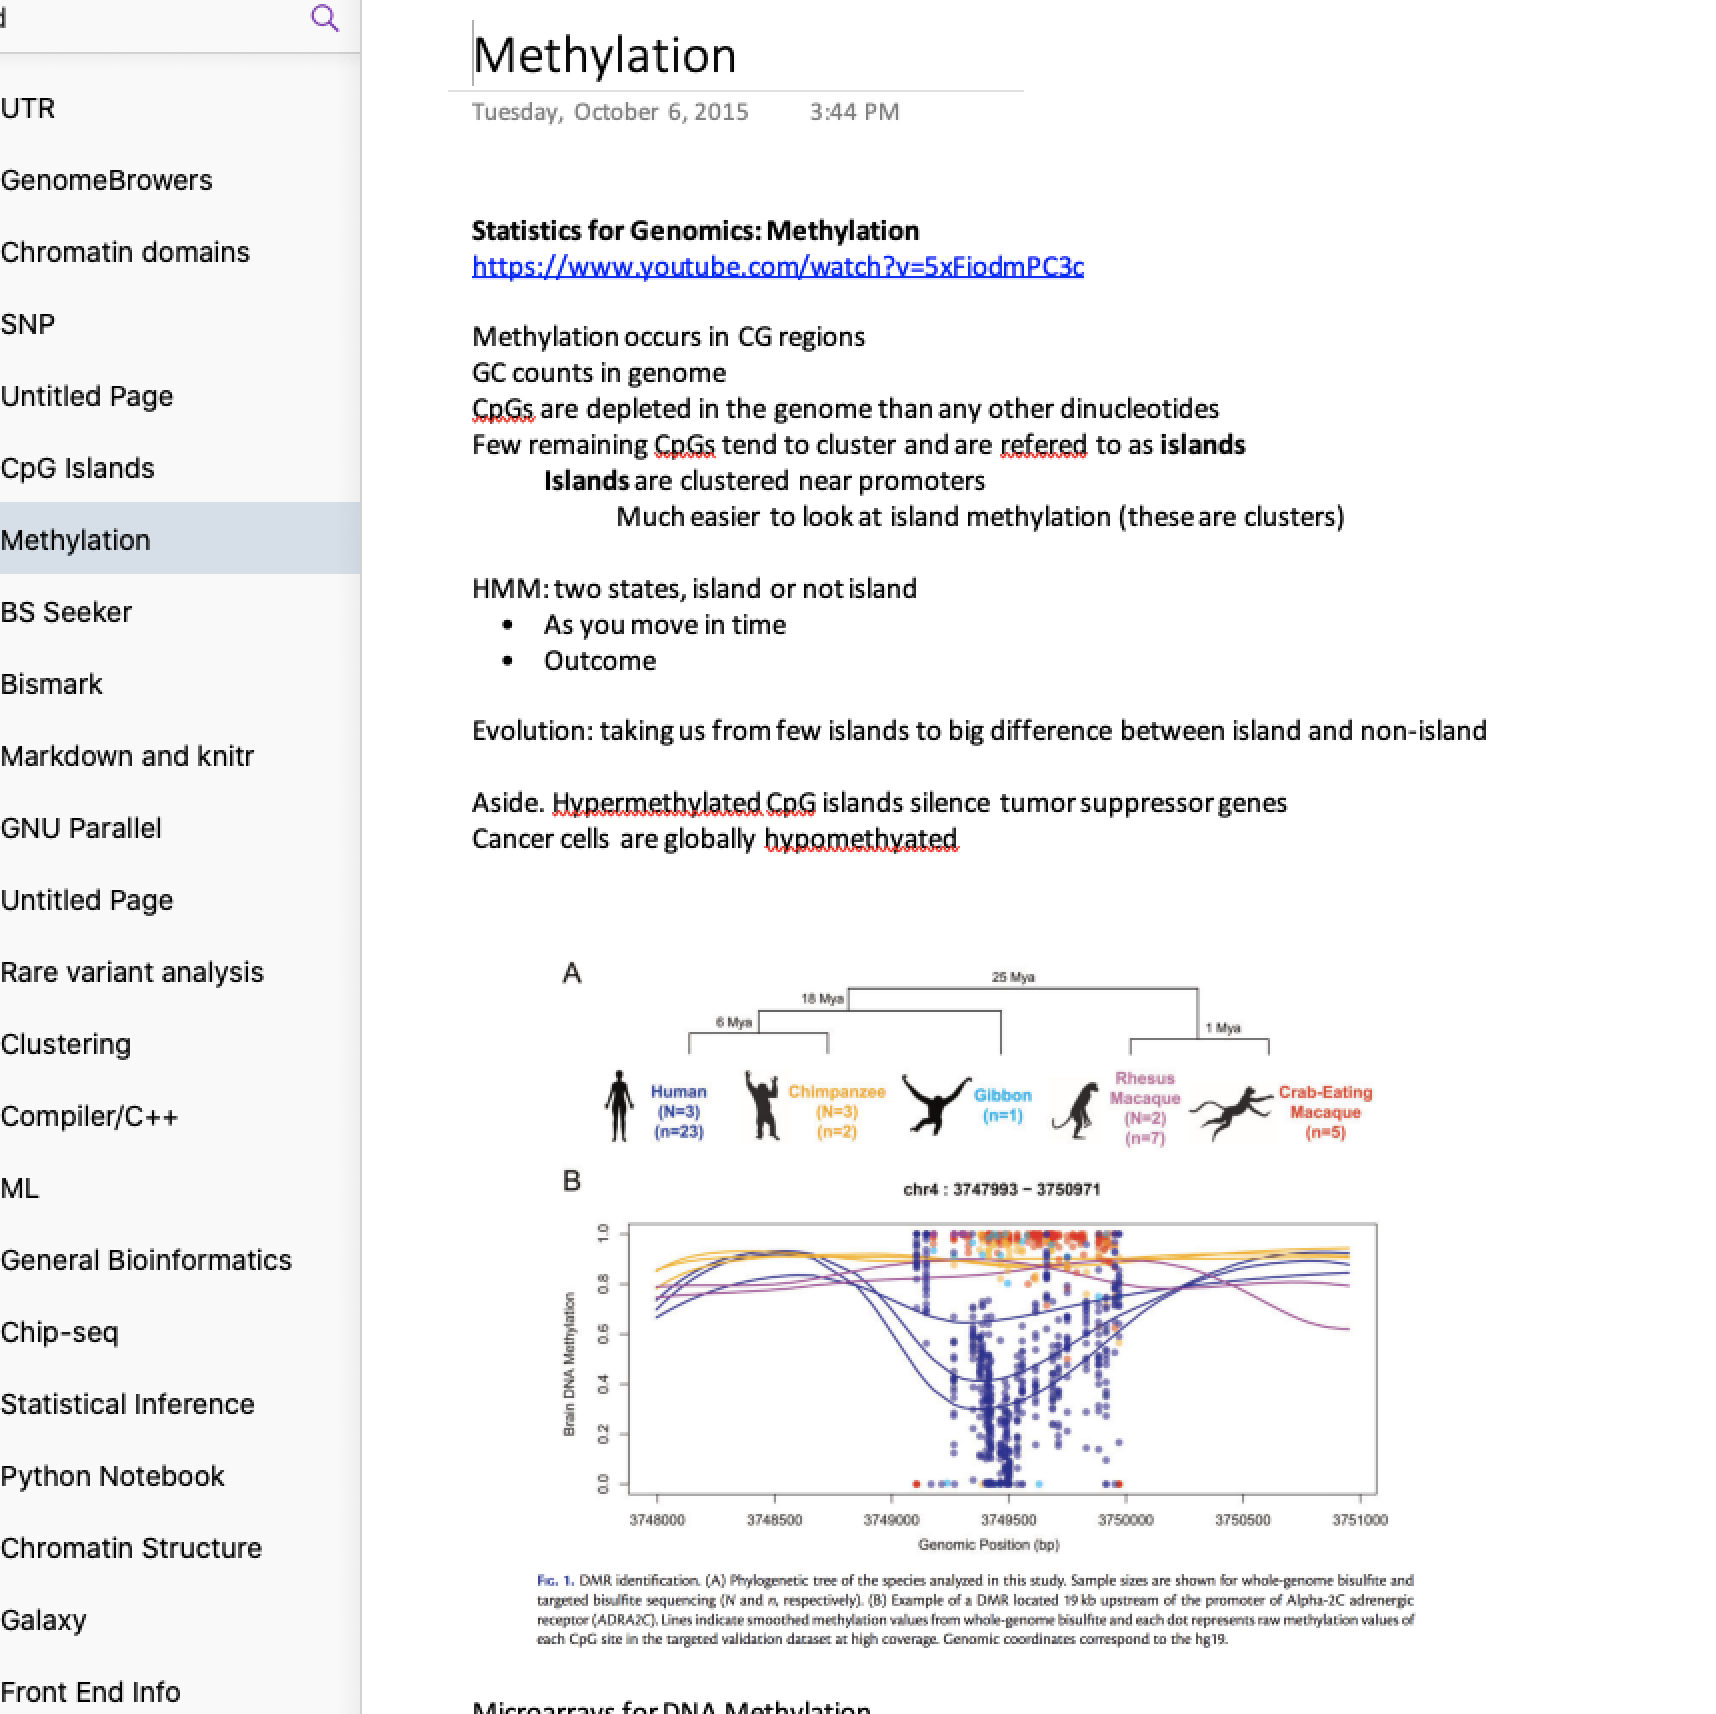 d
UTR
GenomeBrowers
Chromatin domains
SNP
Untitled Page
CpG Islands
Methylation
BS Seeker
Bismark
Markdown and knitr
GNU Parallel
Untitled Page
Rare variant analysis
Clustering
Compiler/C++
ML
General Bioinformatics
Chip-seq
Statistical Inference
Python Notebook
Chromatin Structure
Galaxy
Front End Info
Methylation
Tuesday, October 6, 2015 3:44 PM
Statistics for Genomics: Methylation
https://www.youtube.com/watch?v=5xFiodmPC3c
Methylation occurs in CG regions
GC counts in genome
CpGs are depleted in the genome than any other dinucleotides
Few remaining CpGs tend to cluster and are refered to as islands
Islands are clustered near promoters
Much easier to look at island methylation (these are clusters)
HMM: two states, island or not island
• As you move in time
• Outcome
Evolution: taking us from few islands to big difference between island and non-island
Aside. Hypermethylated CpG islands silence tumor suppressor genes
Cancer cells are globally hypomethyated
A
25 Mya
18 Mya
6 Mya
1 Mya
Human
(N=3)
(n=23)
Chimpanzee
(N=3)
(n=2)
Gibbon
(n=1)
Rhesus
Macaque
(N=2)
(n=7)
Crab-Eating
Macaque
(n=5)
B
chr4 : 3747993 – 3750971
Brain DNA Methylation
1.0
0.8
0.6
0.4
0.2
0.0
3748000 3748500 3749000 3749500 3750000 3750500 3751000
Genomic Position (bp)
FIG. 1. DMR identification. (A) Phylogenetic tree of the species analyzed in this study. Sample sizes are shown for whole-genome bisulfite and
targeted bisulfite sequencing (N and n, respectively). (B) Example of a DMR located 19 kb upstream of the promoter of Alpha-2C adrenergic
receptor (ADRA2C). Lines indicate smoothed methylation values from whole-genome bisulfite and each dot represents raw methylation values of
each CpG site in the targeted validation dataset at high coverage. Genomic coordinates correspond to the hg19.
Microarrays for DNA Methylation